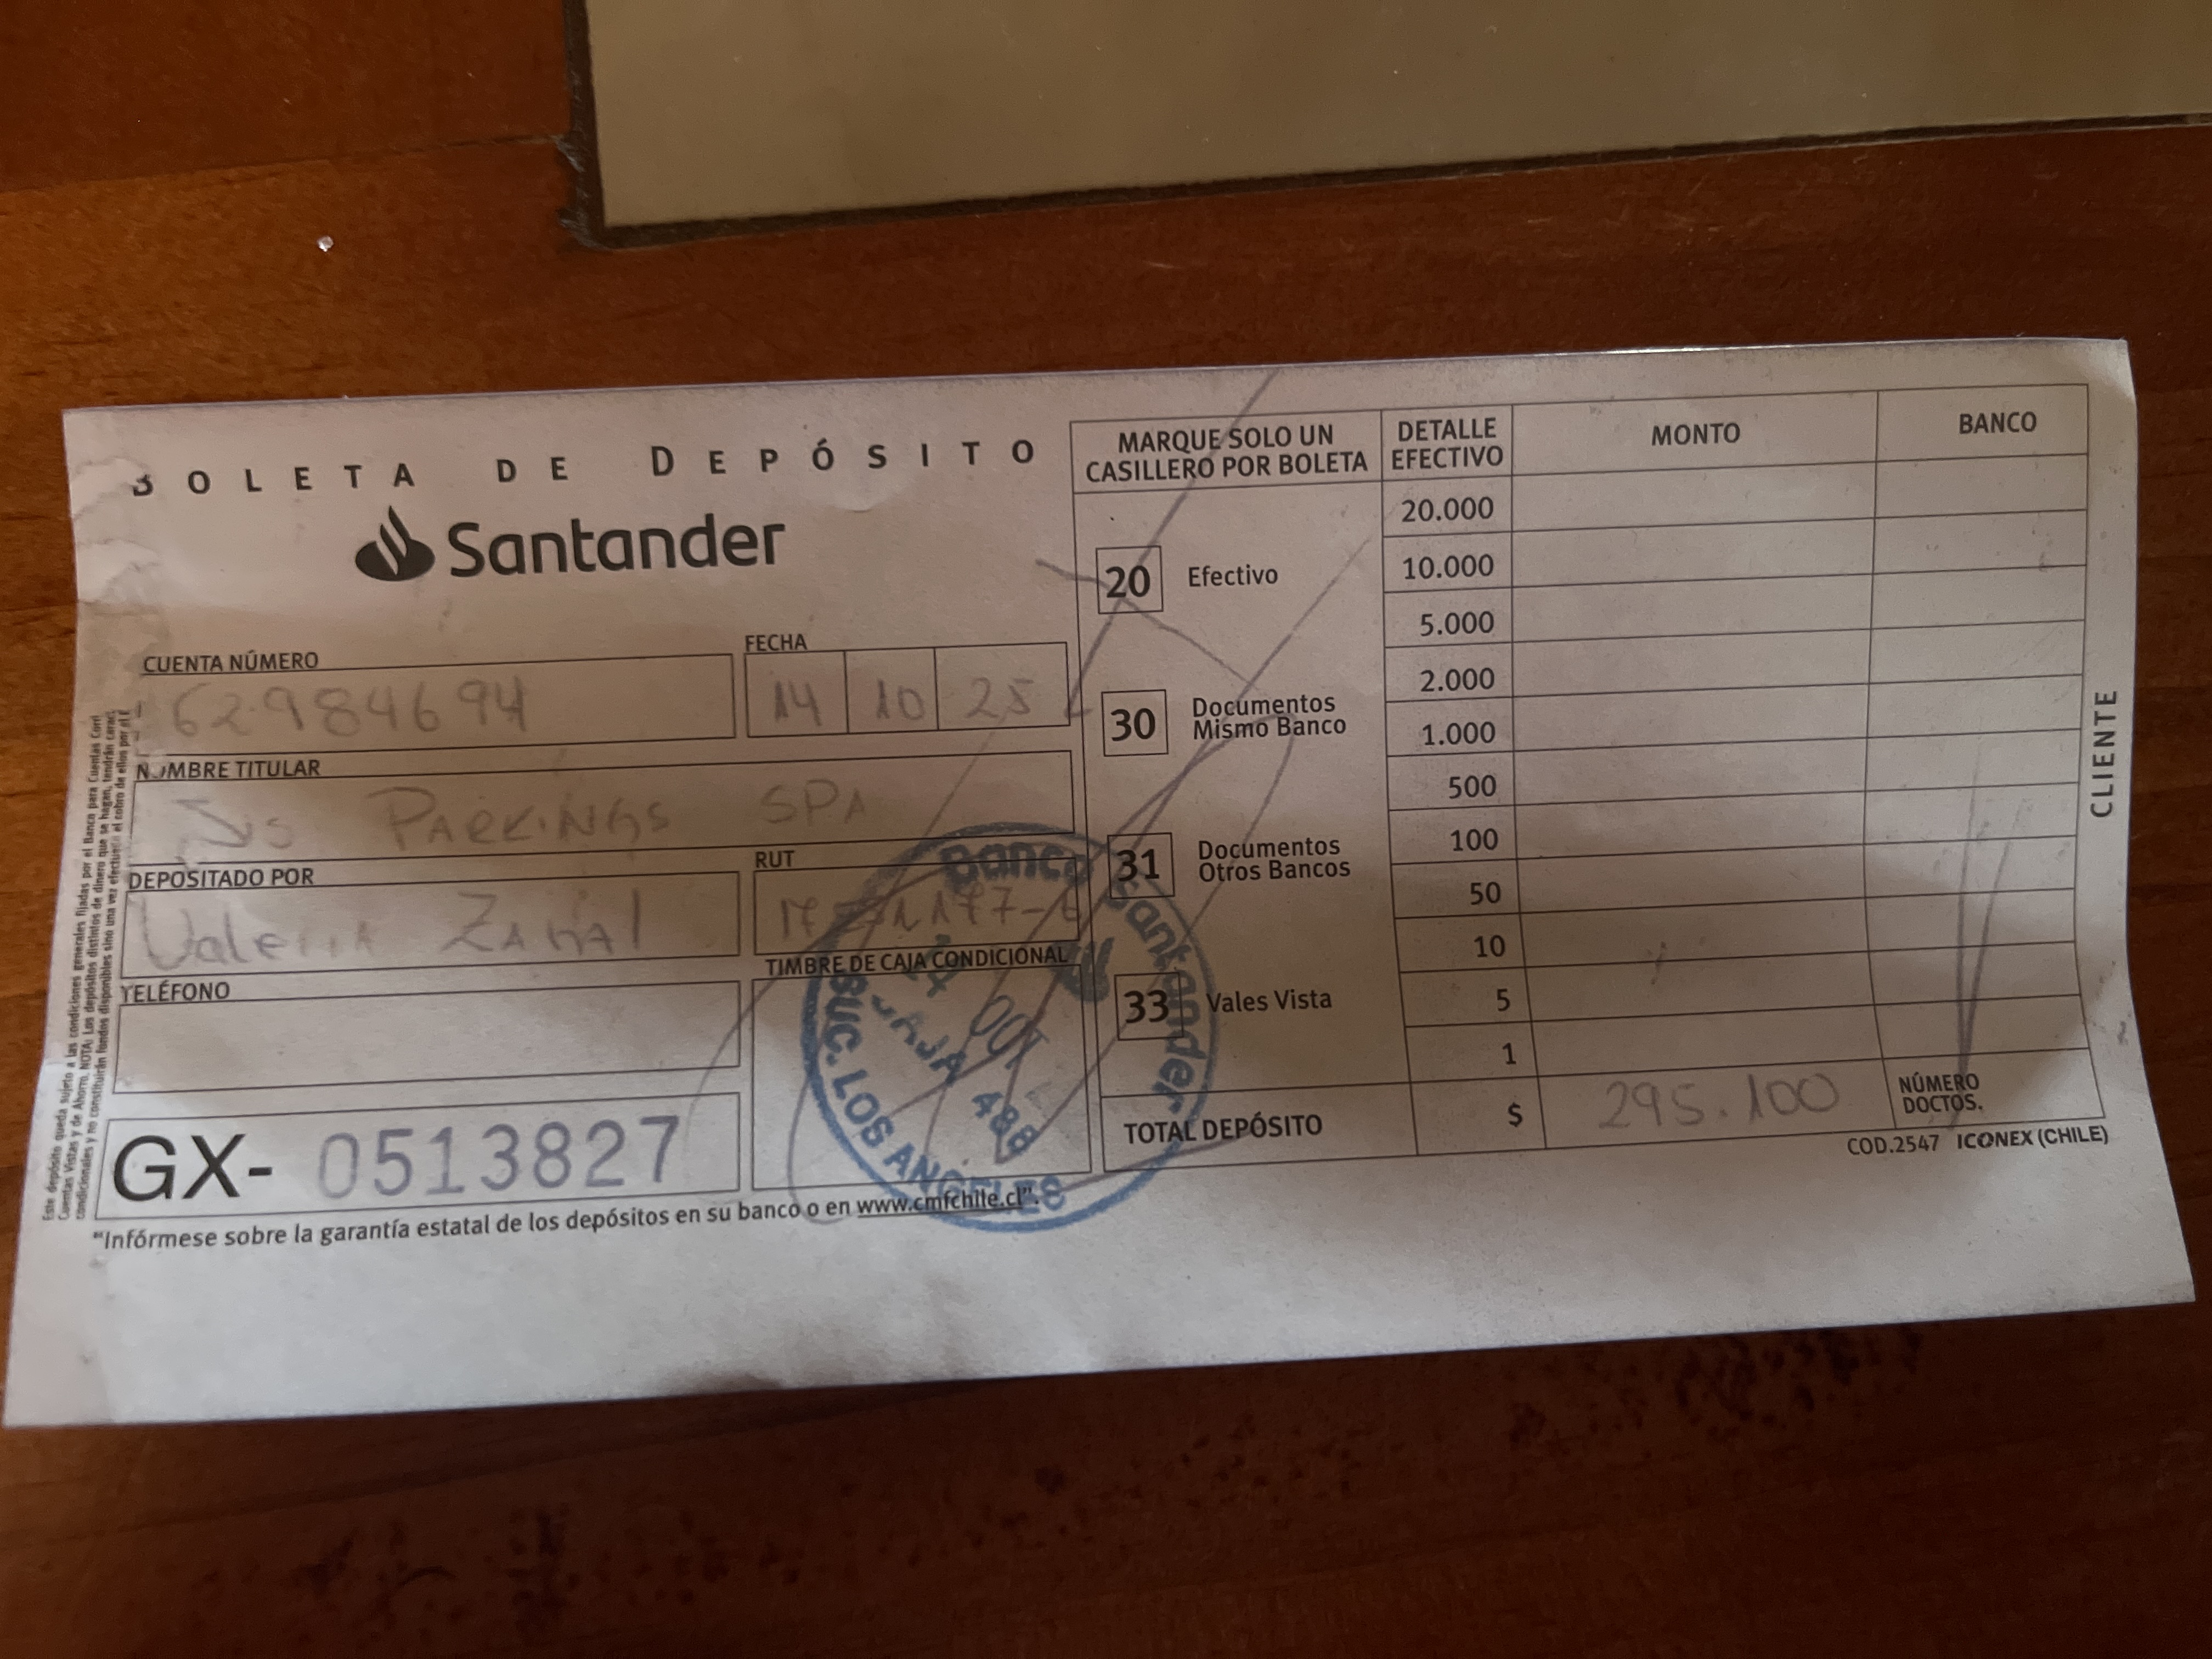 BOLETA DE DEPÓSITO
Santander
CUENTA NÚMERO
62984694
FECHA
14 10 25
NOMBRE TITULAR
PARKINGS SPA
DEPOSITADO POR
Valeria
RUT
TELÉFONO
TIMBRE DE CAJA CONDICIONAL
GX- 0513827
"Infórmese sobre la garantía estatal de los depósitos en su banco o en www.cmfchile.cl".
Banco Santander.
CAJA 488
SUC. LOS ANGELES
MARQUE SOLO UN
CASILLERO POR BOLETA
20 Efectivo
30 Documentos
Mismo Banco
31 Documentos
Otros Bancos
33 Vales Vista
DETALLE
EFECTIVO
MONTO
BANCO
20.000
10.000
5.000
2.000
1.000
500
100
50
10
5
1
TOTAL DEPÓSITO $ 295.100
NÚMERO
DOCTOS.
COD.2547 ICONEX (CHILE)
CLIENTE